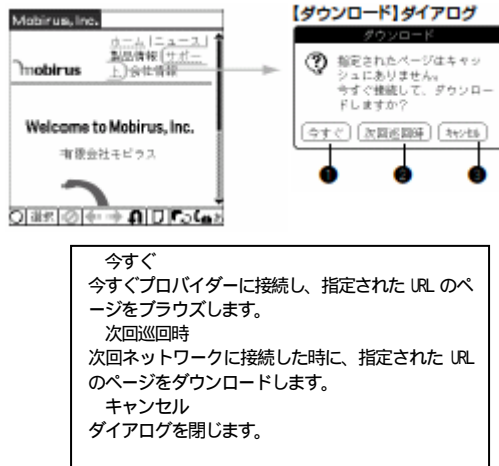 Mobirus, Inc.
ホーム|ニュース|
製品情報|サポー
ト|会社情報
mobirus
Welcome to Mobirus, Inc.
有限会社モビラス
選択
【ダウンロード】ダイアログ
ダウンロード
指定されたページはキャッ
シュにありません。
今すぐ接続して、ダウンロー
ドしますか?
今すぐ
次回巡回時
キャンセル
1
2
3
今すぐ
今すぐプロバイダーに接続し、指定された URL のペ
ージをブラウズします。
次回巡回時
次回ネットワークに接続した時に、指定された URL
のページをダウンロードします。
キャンセル
ダイアログを閉じます。